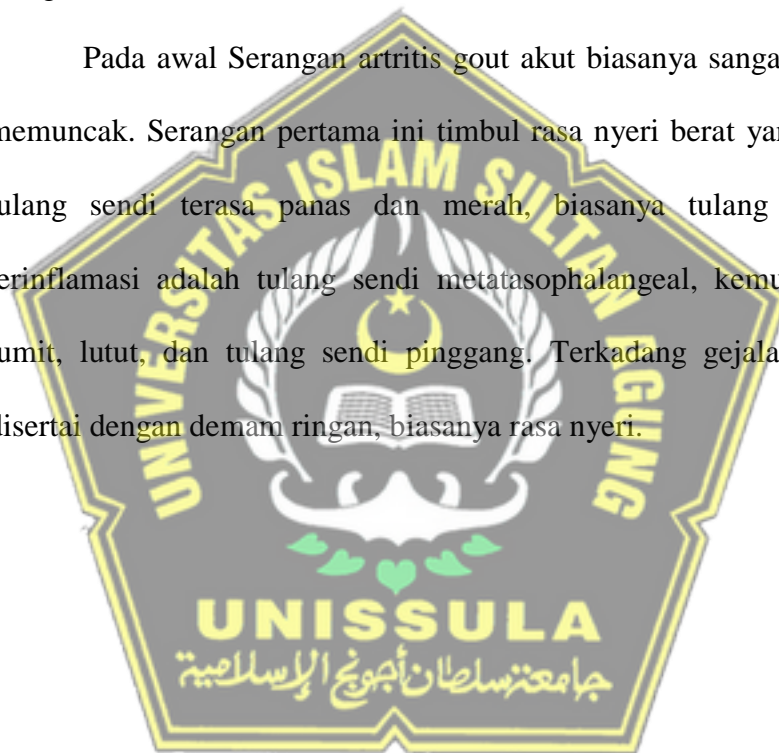 Pada awal Serangan artritis gout akut biasanya sanga
memuncak. Serangan pertama ini timbul rasa nyeri berat yan
ulang sendi terasa panas dan merah, biasanya tulang
erinflamasi adalah tulang sendi metatasophalangeal, kemu
umit, lutut, dan tulang sendi pinggang. Terkadang gejala
disertai dengan demam ringan, biasanya rasa nyeri.
UNIVERSITAS ISLAM SULTAN AGUNG
UNISSULA
جامعة سلطان أجونج الإسلامية